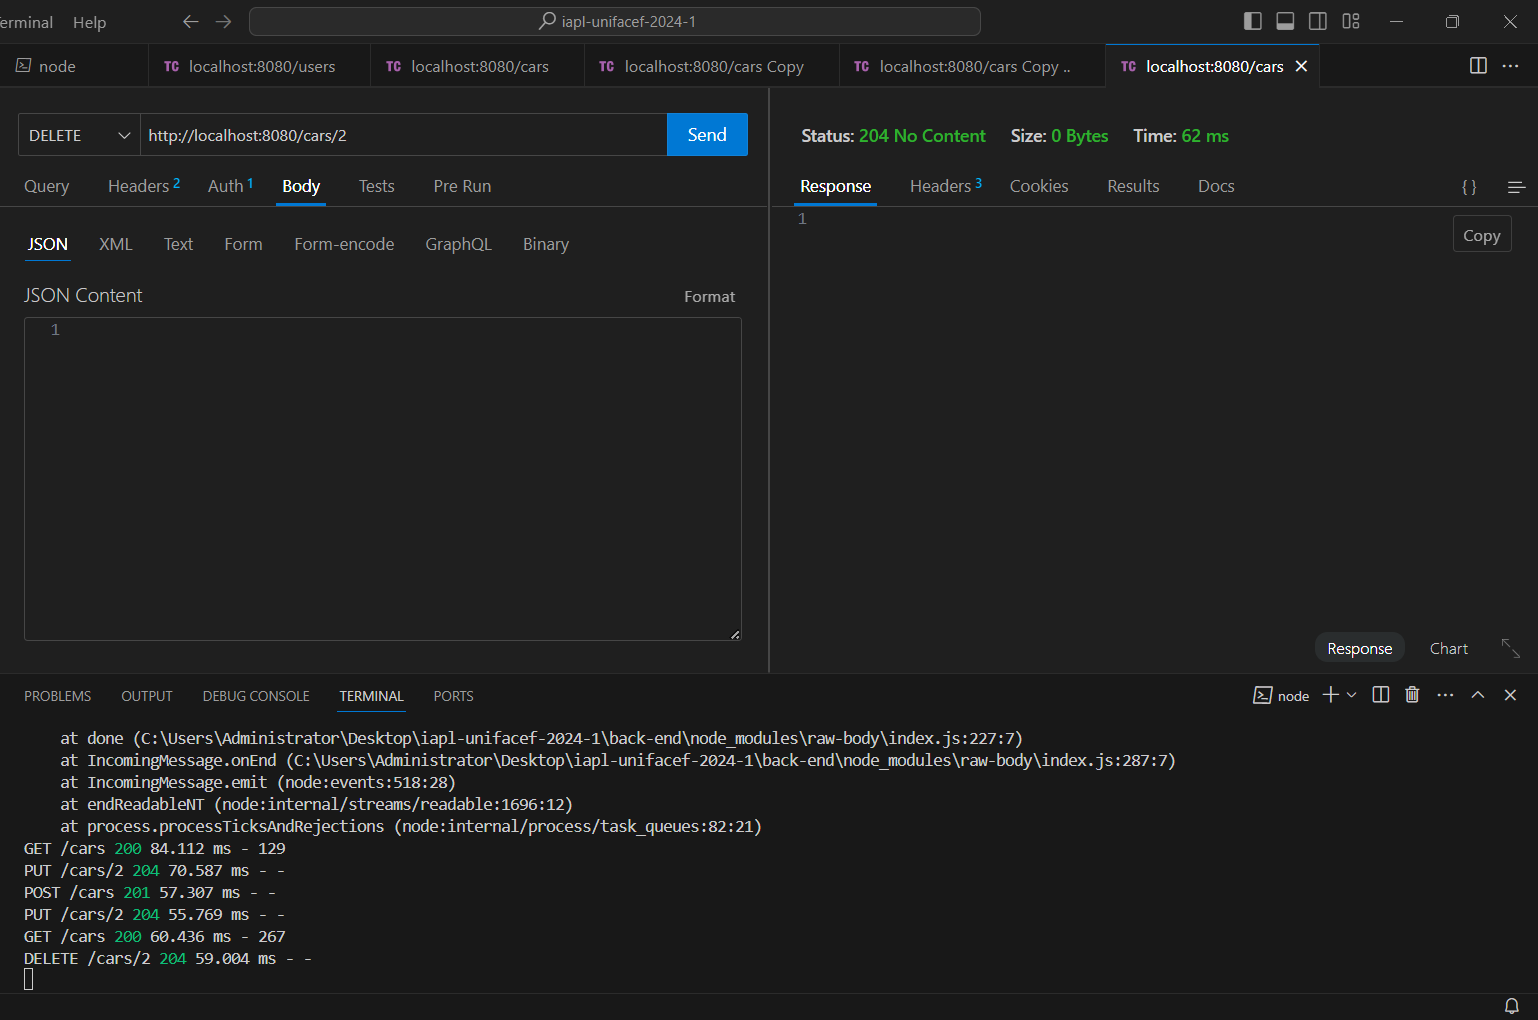 erminal Help iapl-unifacef-2024-1
node TC localhost:8080/users TC localhost:8080/cars TC localhost:8080/cars Copy TC localhost:8080/cars Copy .. TC localhost:8080/cars
DELETE http://localhost:8080/cars/2 Send
Query Headers 2 Auth 1 Body Tests Pre Run
JSON XML Text Form Form-encode GraphQL Binary
JSON Content Format
1
Status: 204 No Content Size: 0 Bytes Time: 62 ms
Response Headers 3 Cookies Results Docs {}
1
Copy
Response Chart
PROBLEMS OUTPUT DEBUG CONSOLE TERMINAL PORTS node
at done (C:\Users\Administrator\Desktop\iapl-unifacef-2024-1\back-end\node_modules\raw-body\index.js:227:7)
at IncomingMessage.onEnd (C:\Users\Administrator\Desktop\iapl-unifacef-2024-1\back-end\node_modules\raw-body\index.js:287:7)
at IncomingMessage.emit (node:events:518:28)
at endReadableNT (node:internal/streams/readable:1696:12)
at process.processTicksAndRejections (node:internal/process/task_queues:82:21)
GET /cars 200 84.112 ms - 129
PUT /cars/2 204 70.587 ms - -
POST /cars 201 57.307 ms - -
PUT /cars/2 204 55.769 ms - -
GET /cars 200 60.436 ms - 267
DELETE /cars/2 204 59.004 ms - -